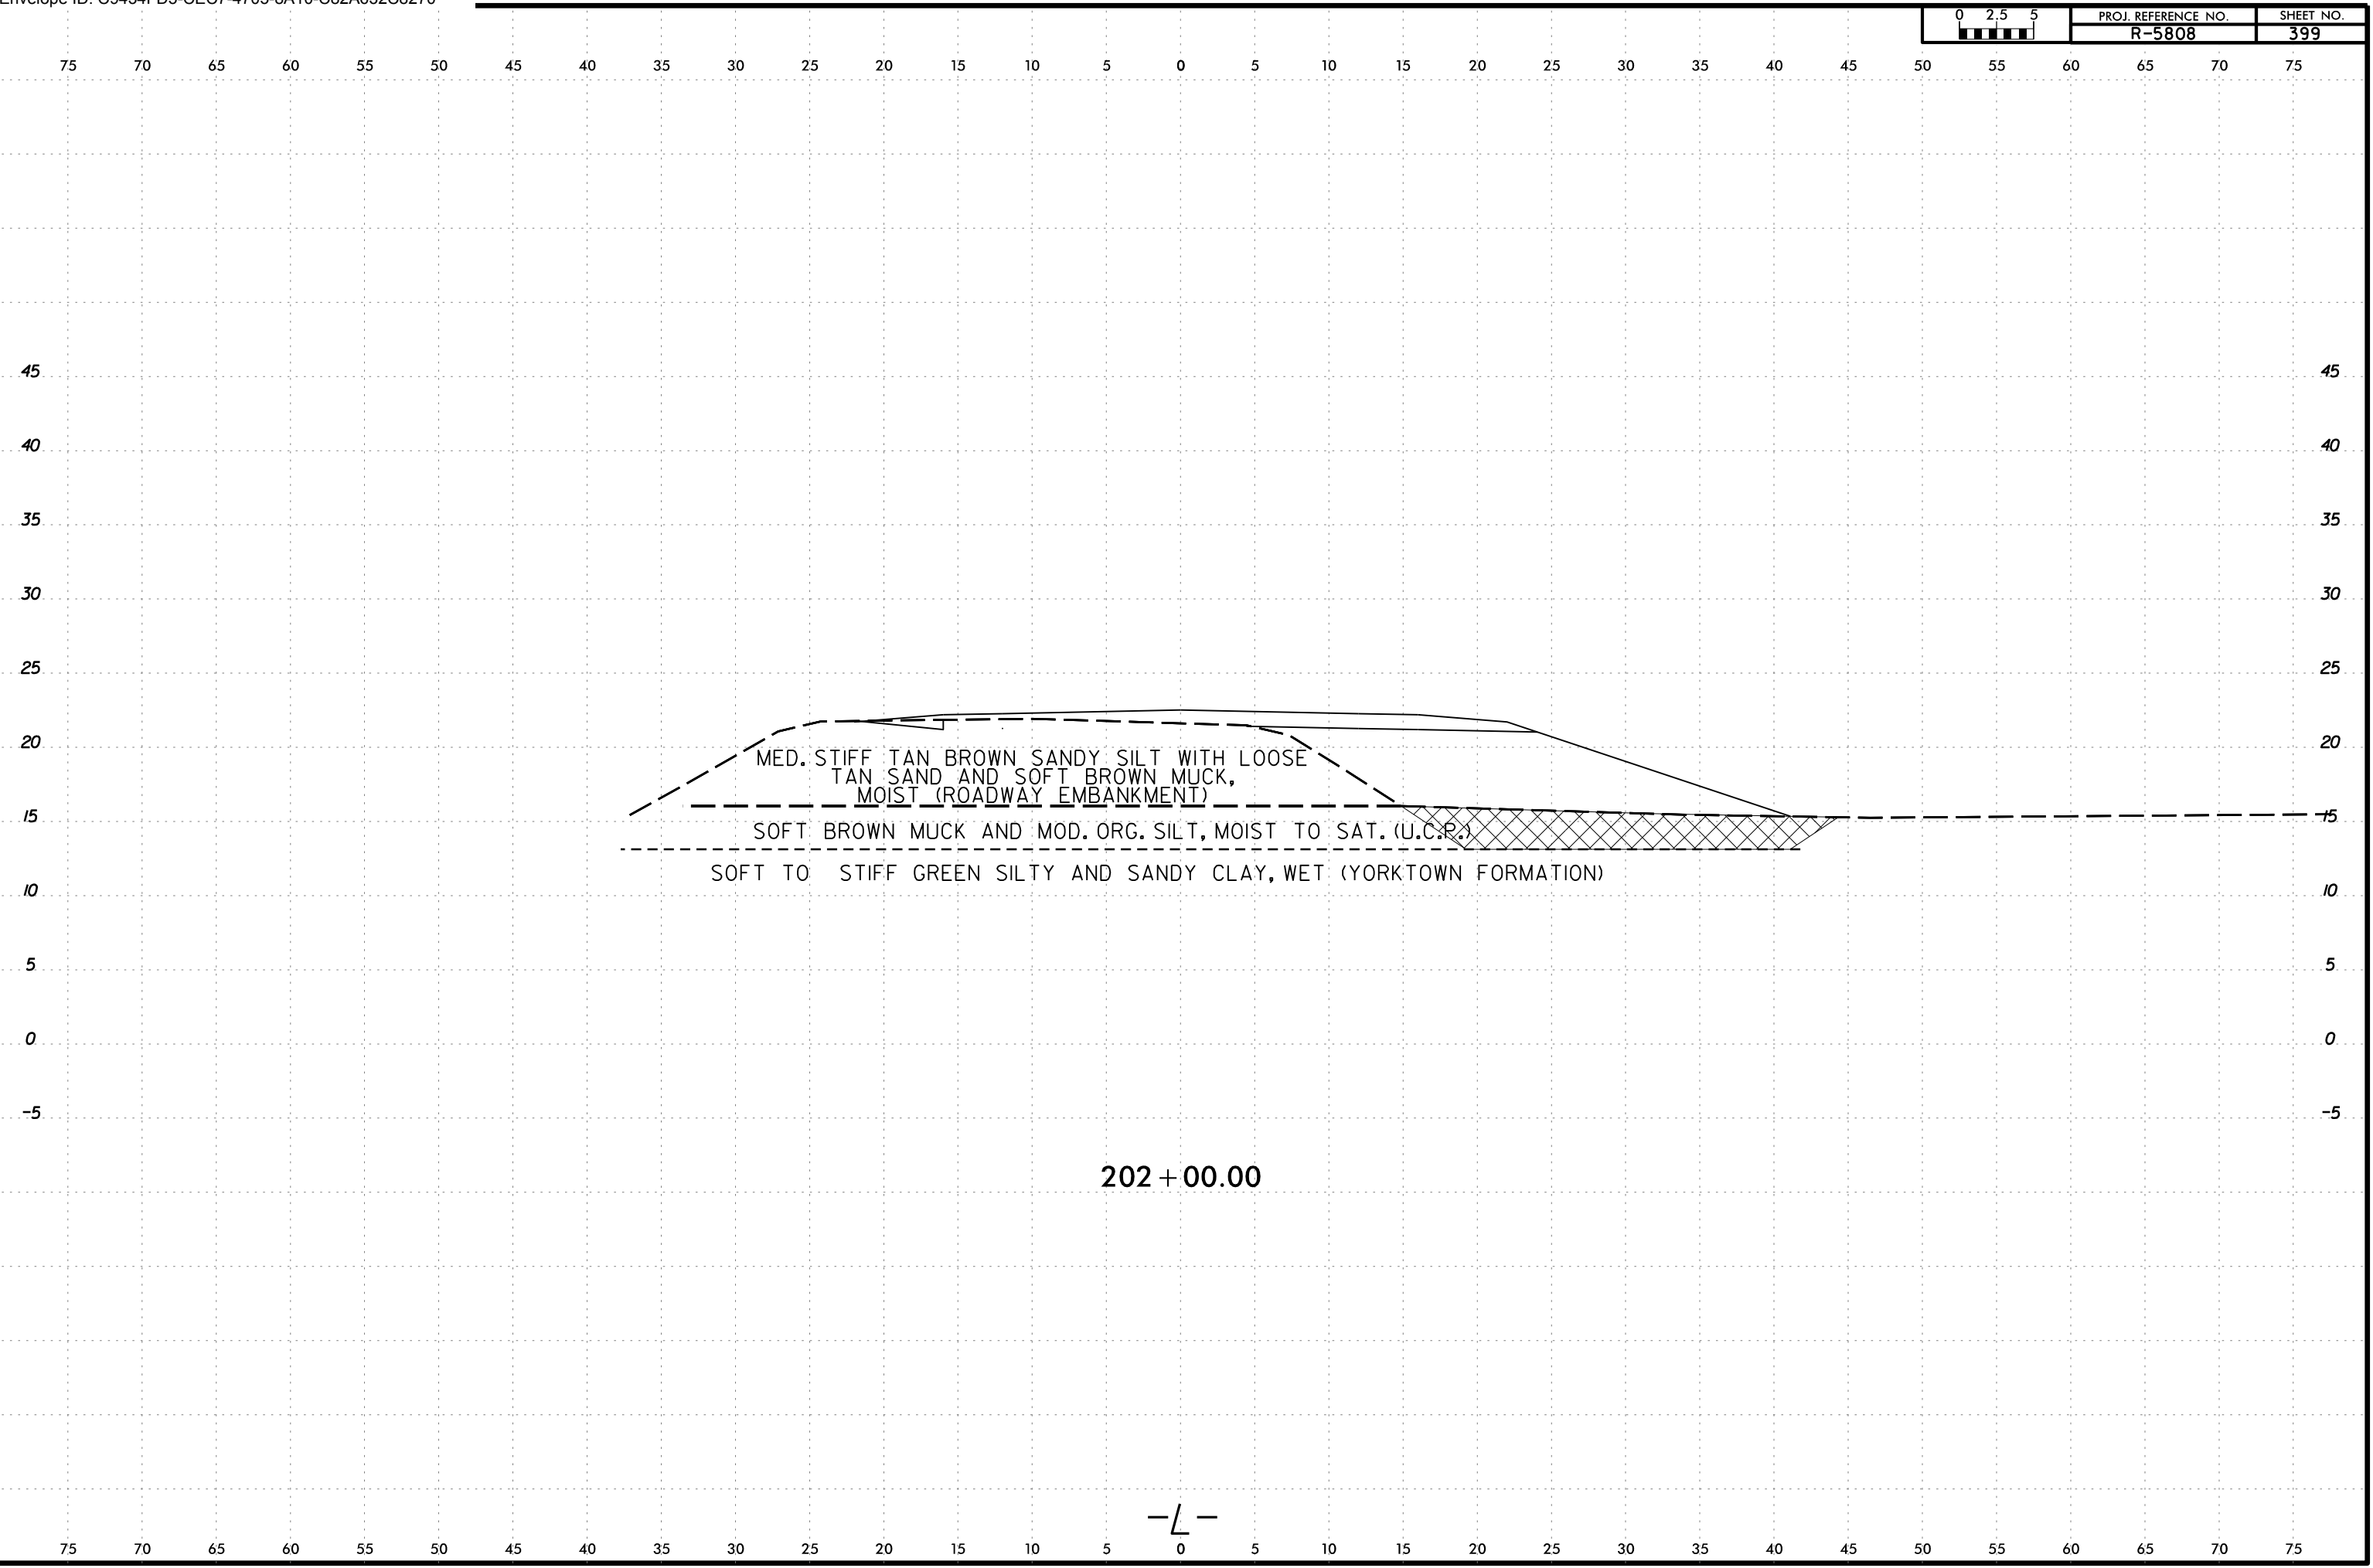 0 2.5 5
PROJ. REFERENCE NO.
SHEET NO.
R-5808
399
75 70 65 60 55 50 45 40 35 30 25 20 15 10 5 0 5 10 15 20 25 30 35 40 45 50 55 60 65 70 75
45 45
40 40
35 35
30 30
25 25
20 20
MED. STIFF TAN BROWN SANDY SILT WITH LOOSE
TAN SAND AND SOFT BROWN MUCK,
MOIST (ROADWAY EMBANKMENT)
15 15
SOFT BROWN MUCK AND MOD. ORG. SILT, MOIST TO SAT. (U.C.P.)
SOFT TO STIFF GREEN SILTY AND SANDY CLAY, WET (YORKTOWN FORMATION)
10 10
5 5
0 0
-5 -5
202+00.00
-L-
75 70 65 60 55 50 45 40 35 30 25 20 15 10 5 0 5 10 15 20 25 30 35 40 45 50 55 60 65 70 75